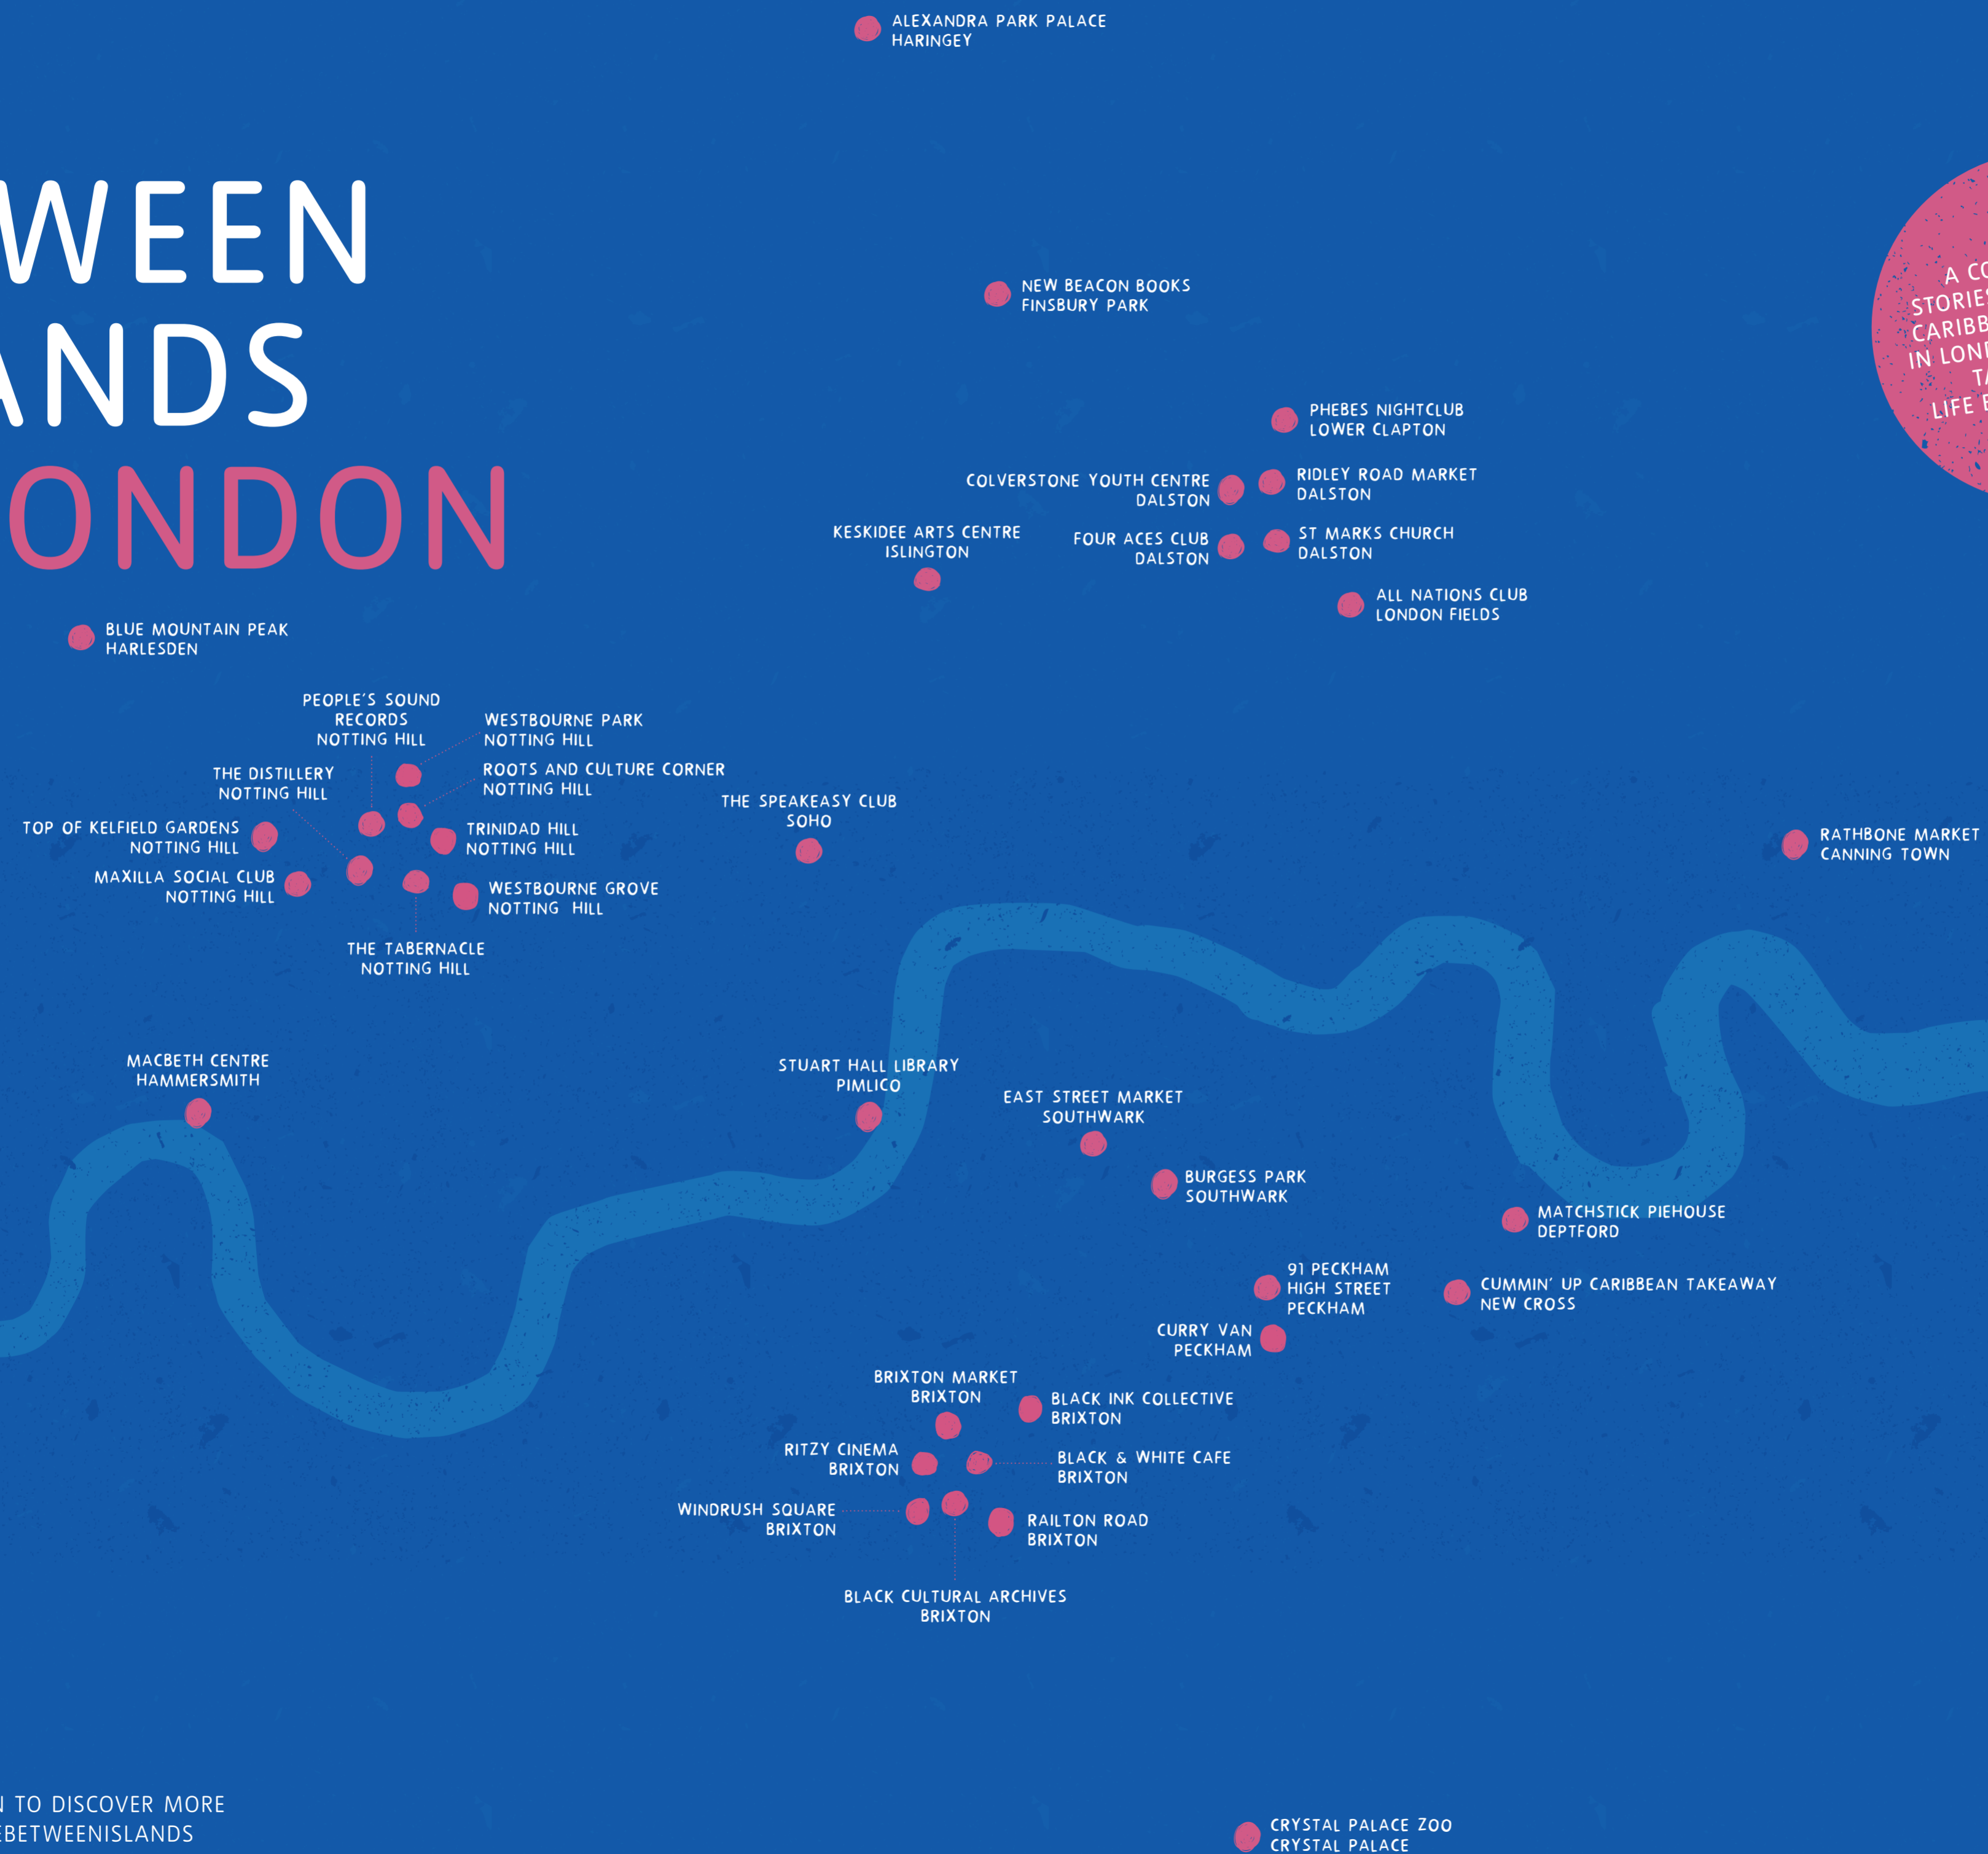 ALEXANDRA PARK PALACE
HARINGEY
WEEN
ANDS
ONDON
A CO
STORIES
CARIBB
IN LOND
TA
LIFE
NEW BEACON BOOKS
FINSBURY PARK
PHEBES NIGHTCLUB
LOWER CLAPTON
COLVERSTONE YOUTH CENTRE
DALSTON
RIDLEY ROAD MARKET
DALSTON
KESKIDEE ARTS CENTRE
ISLINGTON
FOUR ACES CLUB
DALSTON
ST MARKS CHURCH
DALSTON
ALL NATIONS CLUB
LONDON FIELDS
BLUE MOUNTAIN PEAK
HARLESDEN
PEOPLE'S SOUND
RECORDS
NOTTING HILL
WESTBOURNE PARK
NOTTING HILL
THE DISTILLERY
NOTTING HILL
ROOTS AND CULTURE CORNER
NOTTING HILL
THE SPEAKEASY CLUB
SOHO
TOP OF KELFIELD GARDENS
NOTTING HILL
TRINIDAD HILL
NOTTING HILL
RATHBONE MARKET
CANNING TOWN
MAXILLA SOCIAL CLUB
NOTTING HILL
WESTBOURNE GROVE
NOTTING HILL
THE TABERNACLE
NOTTING HILL
MACBETH CENTRE
HAMMERSMITH
STUART HALL LIBRARY
PIMLICO
EAST STREET MARKET
SOUTHWARK
BURGESS PARK
SOUTHWARK
MATCHSTICK PIEHOUSE
DEPTFORD
91 PECKHAM
HIGH STREET
PECKHAM
CUMMIN' UP CARIBBEAN TAKEAWAY
NEW CROSS
CURRY VAN
PECKHAM
BRIXTON MARKET
BRIXTON
BLACK INK COLLECTIVE
BRIXTON
RITZY CINEMA
BRIXTON
BLACK & WHITE CAFE
BRIXTON
WINDRUSH SQUARE
BRIXTON
RAILTON ROAD
BRIXTON
BLACK CULTURAL ARCHIVES
BRIXTON
N TO DISCOVER MORE
EBETWEENISLANDS
CRYSTAL PALACE ZOO
CRYSTAL PALACE